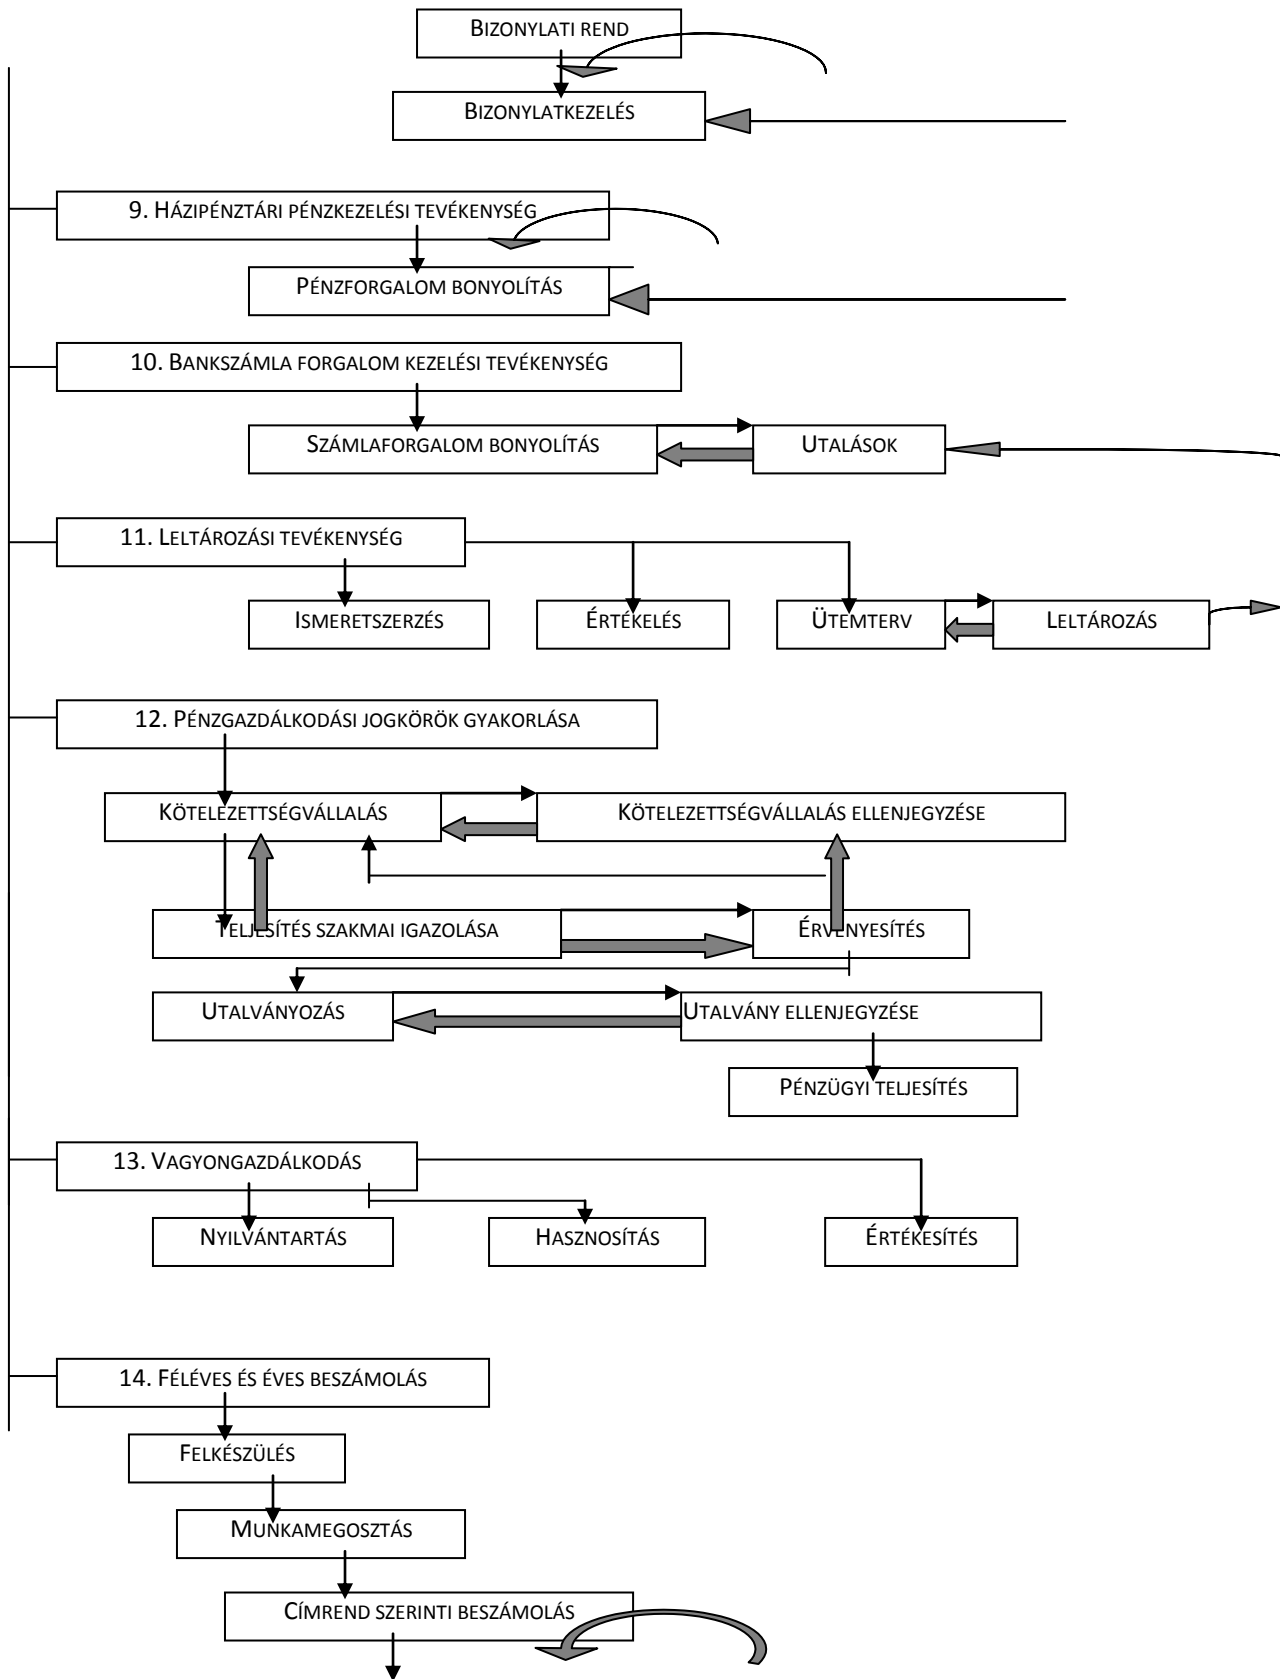 BIZONYLATI REND
BIZONYLATKEZELÉS
9. HÁZIPÉNZTÁRI PÉNZKEZELÉSI TEVÉKENYSÉG
PÉNZFORGALOM BONYOLÍTÁS
10. BANKSZÁMLA FORGALOM KEZELÉSI TEVÉKENYSÉG
SZÁMLAFORGALOM BONYOLÍTÁS
UTALÁSOK
11. LELTÁROZÁSI TEVÉKENYSÉG
ISMERETSZERZÉS
ÉRTÉKELÉS
ÜTEMTERV
LELTÁROZÁS
12. PÉNZGAZDÁLKODÁSI JOGKÖRÖK GYAKORLÁSA
KÖTELEZETTSÉGVÁLLALÁS
KÖTELEZETTSÉGVÁLLALÁS ELLENJEGYZÉSE
TELJESÍTÉS SZAKMAI IGAZOLÁSA
ÉRVÉNYESÍTÉS
UTALVÁNYOZÁS
UTALVÁNY ELLENJEGYZÉSE
PÉNZÜGYI TELJESÍTÉS
13. VAGYONGAZDÁLKODÁS
NYILVÁNTARTÁS
HASZNOSÍTÁS
ÉRTÉKESÍTÉS
14. FÉLÉVES ÉS ÉVES BESZÁMOLÁS
FELKÉSZÜLÉS
MUNKAMEGOSZTÁS
CÍMREND SZERINTI BESZÁMOLÁS